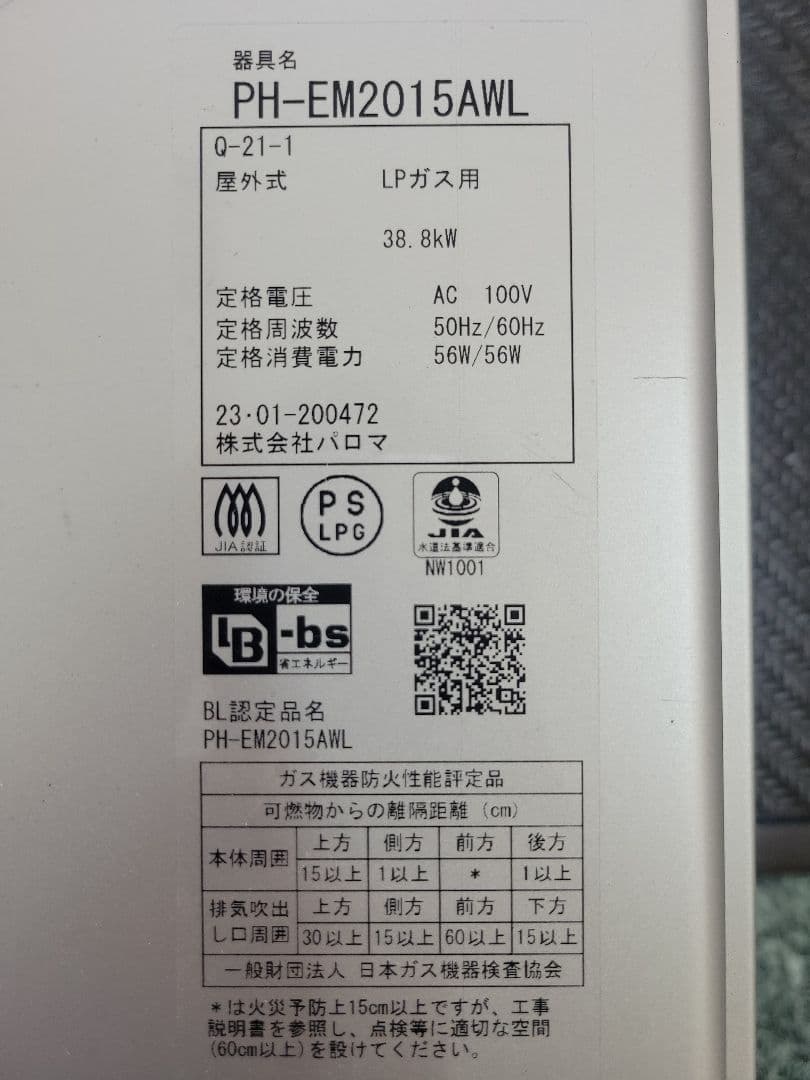 器具名
PH-EM2015AWL
Q-21-1
屋外式 LPガス用
38.8kW
定格電圧 AC 100V
定格周波数 50Hz/60Hz
定格消費電力 56W/56W
23・01-200472
株式会社パロマ
JIA認証
PS LPG
JIA
水道法基準適合
NW1001
環境の保全
BL -bs
省エネルギー
BL認定品名
PH-EM2015AWL
ガス機器防火性能評定品
可燃物からの離隔距離 (cm)
本体周囲 上方 側方 前方 後方
15以上 1以上 * 1以上
排気吹出し口周囲 上方 側方 前方 下方
30以上 15以上 60以上 15以上
一般財団法人 日本ガス機器検査協会
*は火災予防上15cm以上ですが、工事
説明書を参照し、点検等に適切な空間
(60cm以上)を設けてください。